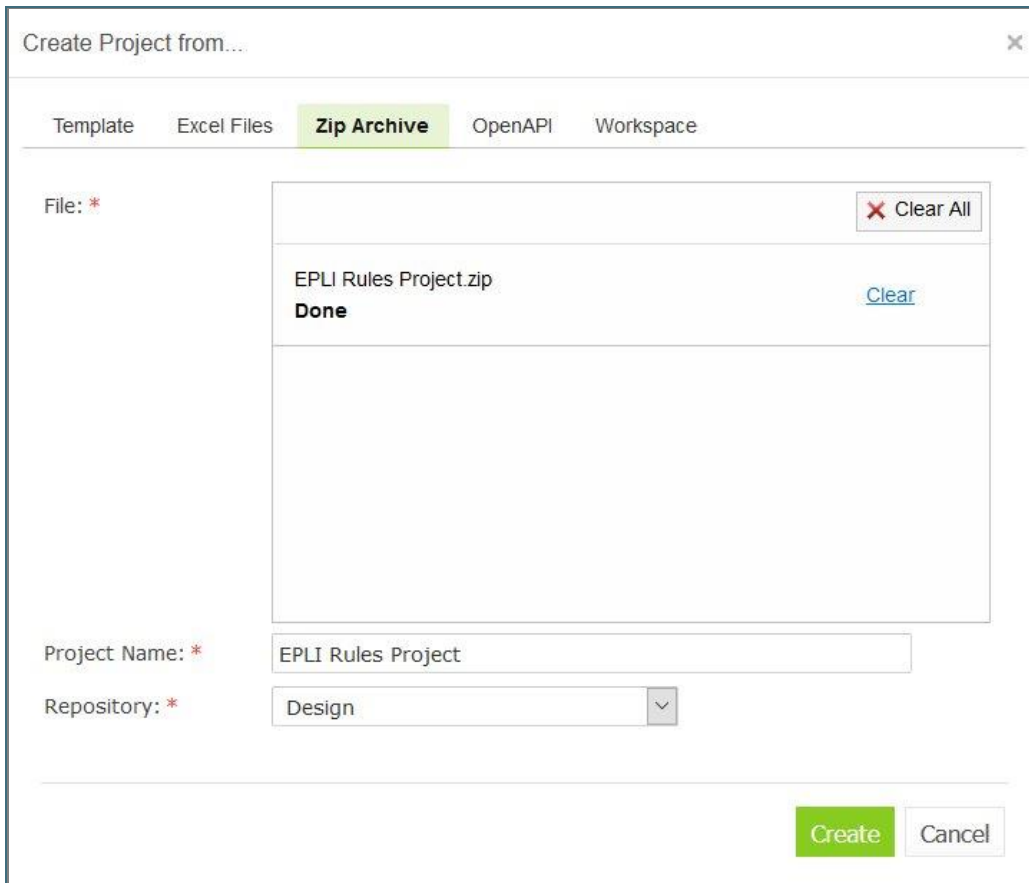 Create Project from...
Template Excel Files Zip Archive OpenAPI Workspace
File: *
Clear All
EPLI Rules Project.zip
Done
Clear
Project Name: * EPLI Rules Project
Repository: * Design
Create Cancel